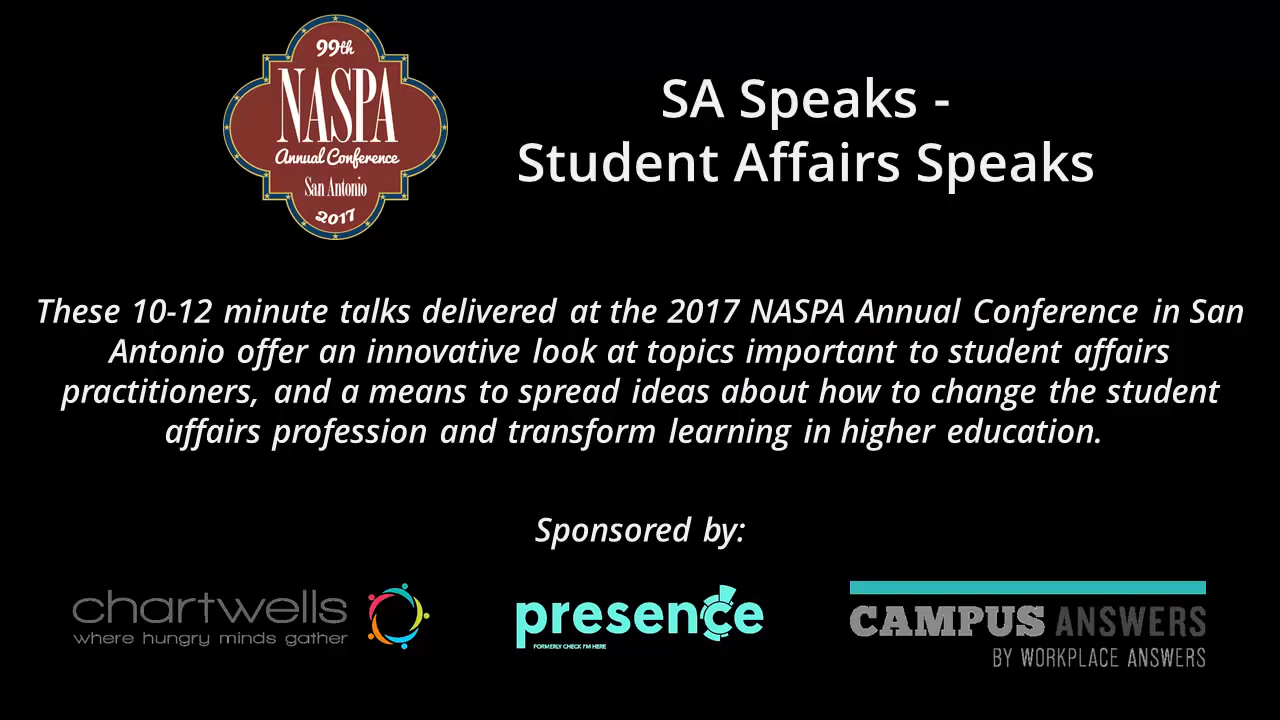 99th
NASPA
Annual Conference
San Antonio
2017
SA Speaks -
Student Affairs Speaks
These 10-12 minute talks delivered at the 2017 NASPA Annual Conference in San
Antonio offer an innovative look at topics important to student affairs
practitioners, and a means to spread ideas about how to change the student
affairs profession and transform learning in higher education.
Sponsored by:
chartwells
where hungry minds gather
presence
FORMERLY CHECK I'M HERE
CAMPUS ANSWERS
BY WORKPLACE ANSWERS